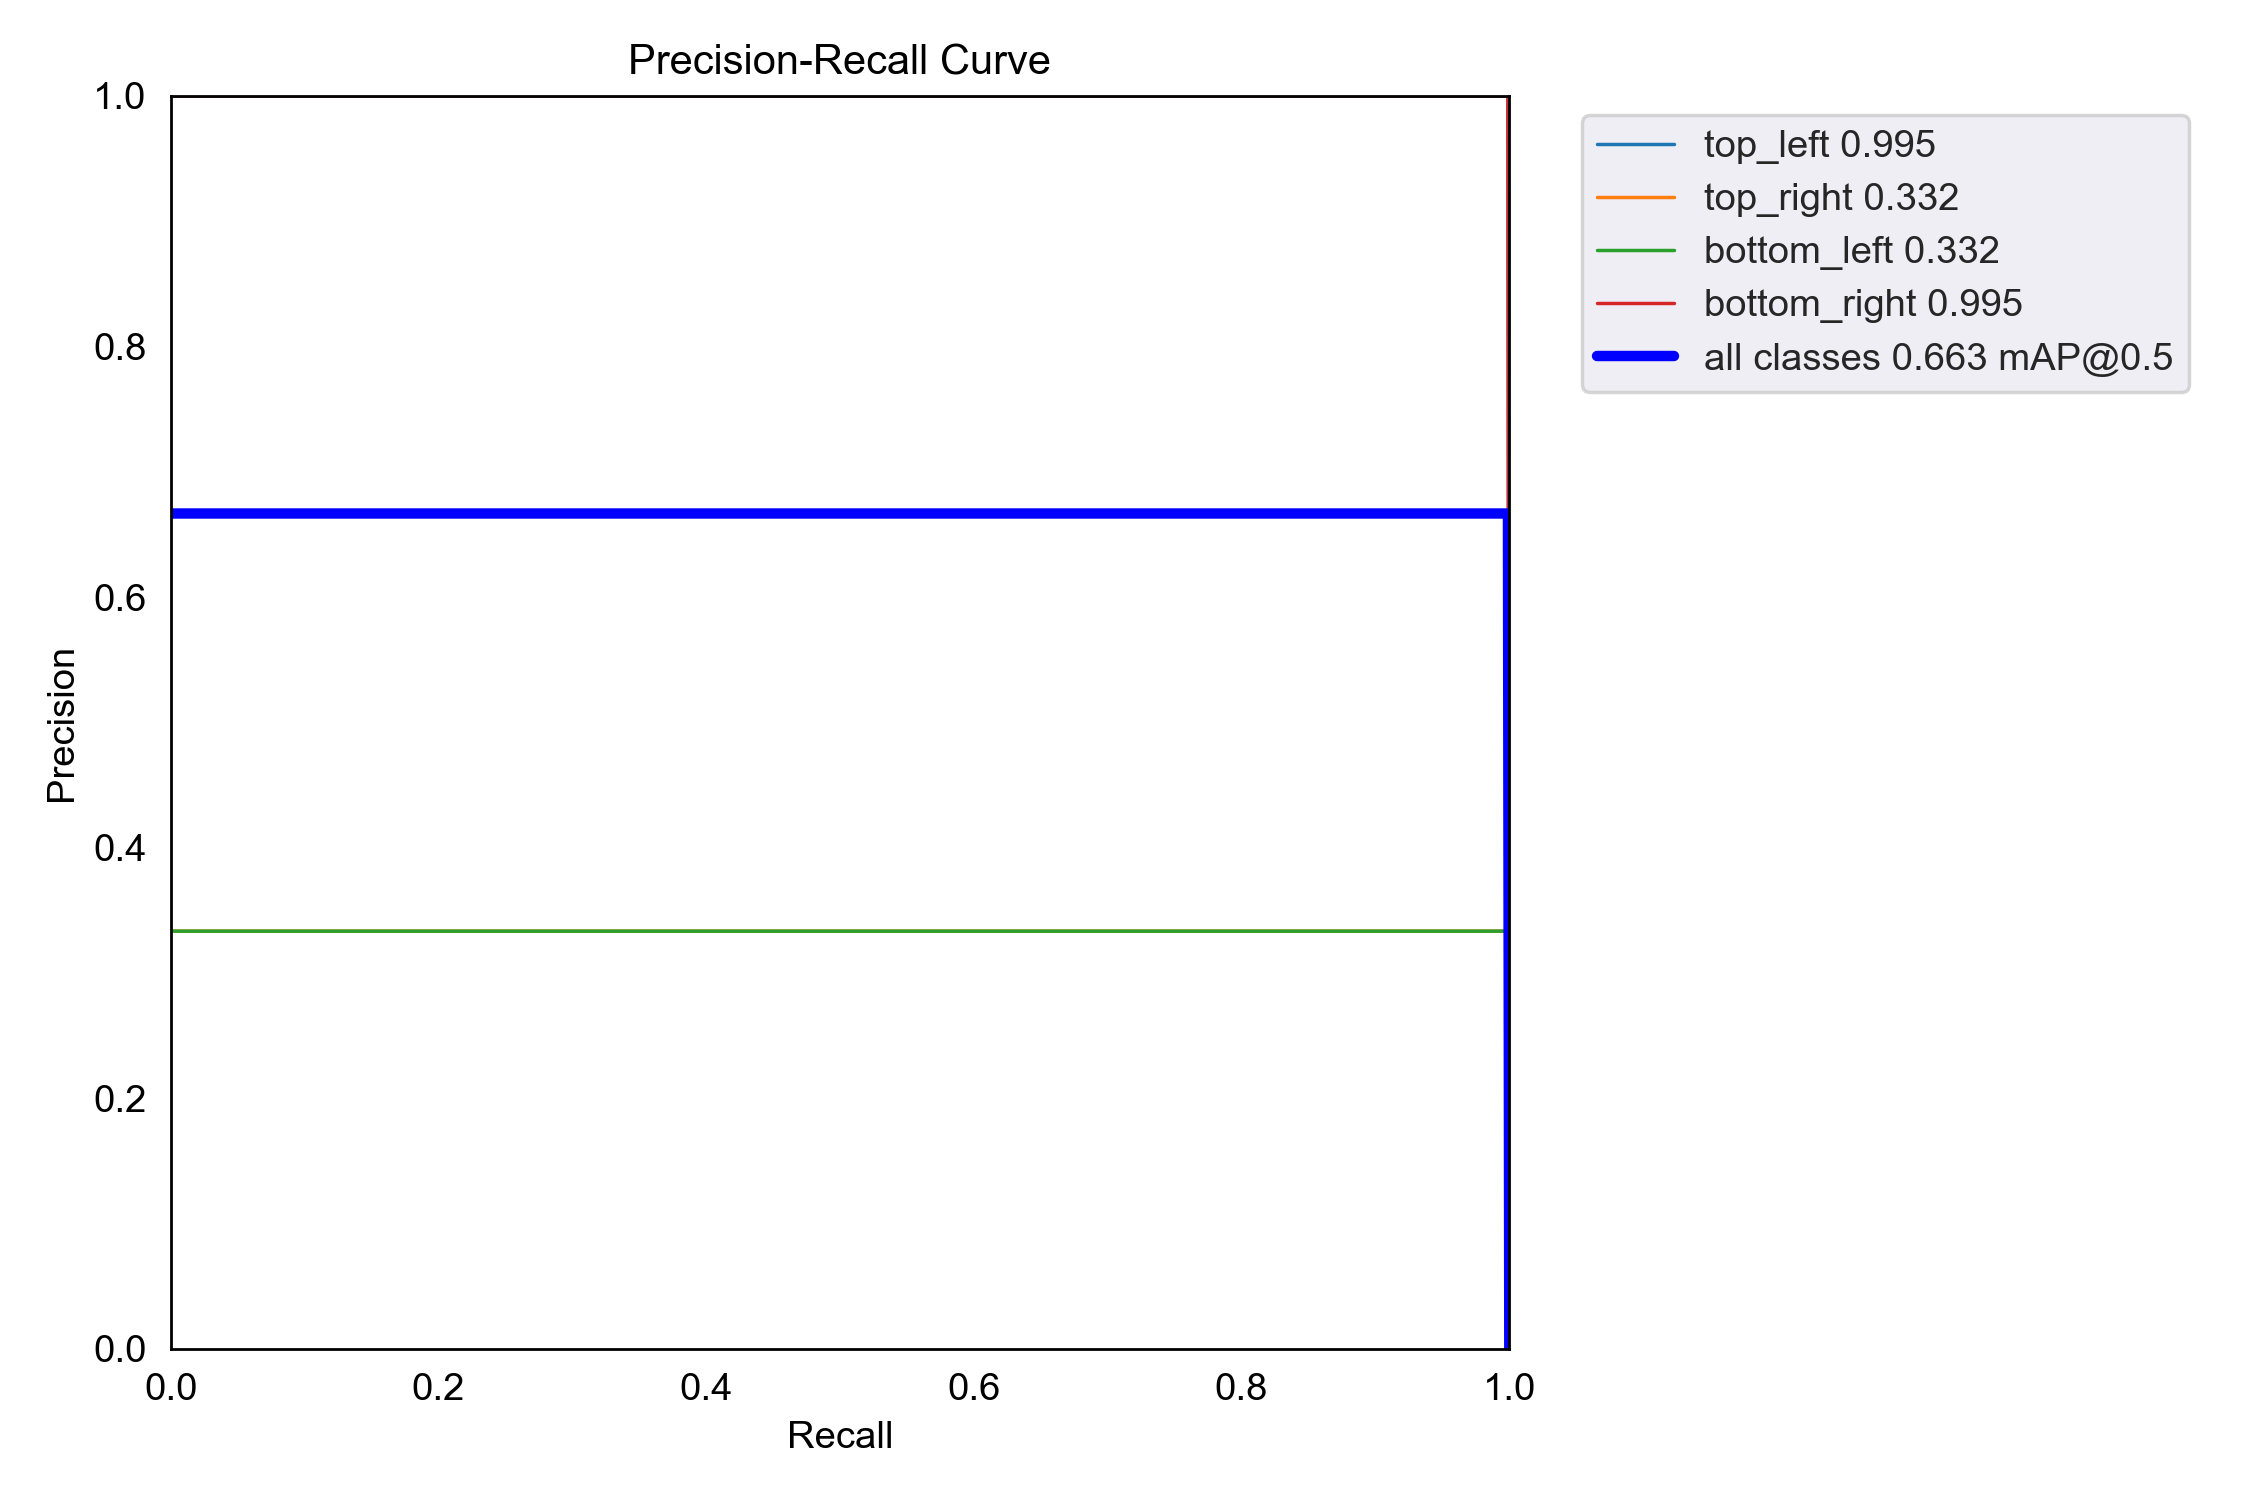 Precision-Recall Curve
1.0
0.8
0.6
0.4
0.2
0.0
Precision
0.0 0.2 0.4 0.6 0.8 1.0
Recall
top_left 0.995
top_right 0.332
bottom_left 0.332
bottom_right 0.995
all classes 0.663 mAP@0.5